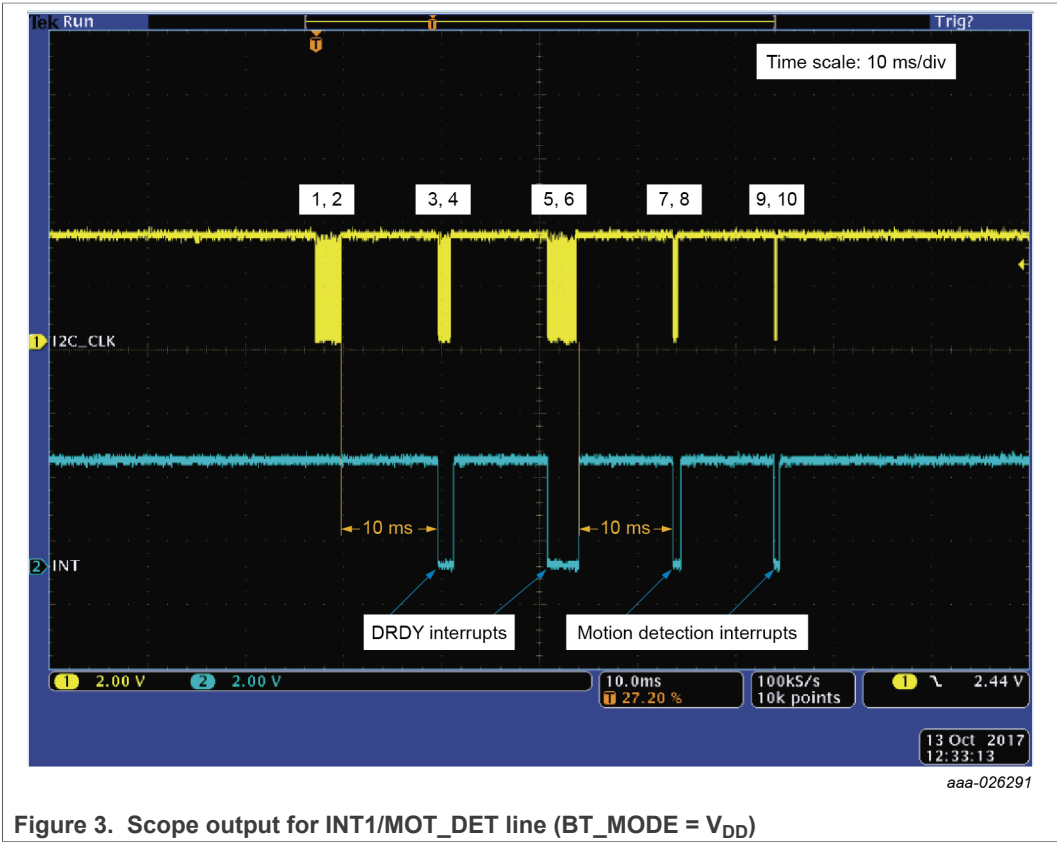 Tek Run Trig?
T
T
Time scale: 10 ms/div
1, 2 3, 4 5, 6 7, 8 9, 10
1 I2C_CLK
10 ms 10 ms
2 INT
DRDY interrupts Motion detection interrupts
1 2.00 V 2 2.00 V 10.0ms 100kS/s 1 2.44 V
T 27.20 % 10k points
13 Oct 2017
12:33:13
aaa-026291
Figure 3. Scope output for INT1/MOT_DET line (BT_MODE = VDD)